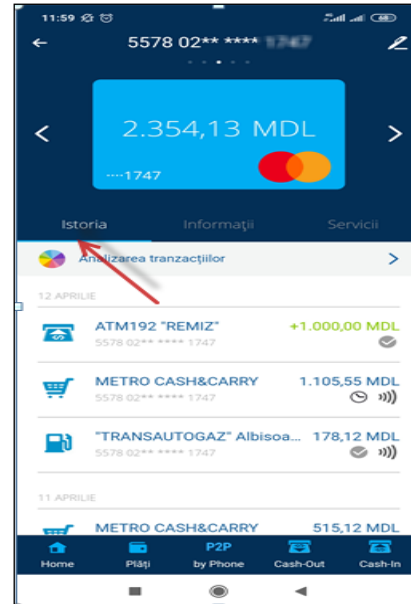 11:59
68
5578 02** **** 1747
2.354,13 MDL
····1747
Istoria Informații Servicii
Analizarea tranzacțiilor
12 APRILIE
ATM192 "REMIZ" +1.000,00 MDL
5578 02** **** 1747
METRO CASH&CARRY 1.105,55 MDL
5578 02** **** 1747
"TRANSAUTOGAZ" Albisoa... 178,12 MDL
5578 02** **** 1747
11 APRILIE
METRO CASH&CARRY 515,12 MDL
Home Plăți P2P by Phone Cash-Out Cash-In